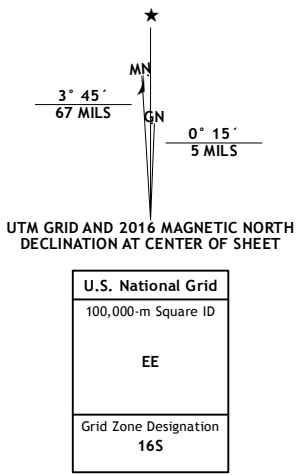 MN
3° 45´
67 MILS
GN
0° 15´
5 MILS
UTM GRID AND 2016 MAGNETIC NORTH
DECLINATION AT CENTER OF SHEET
U.S. National Grid
100,000-m Square ID
EE
Grid Zone Designation
16S